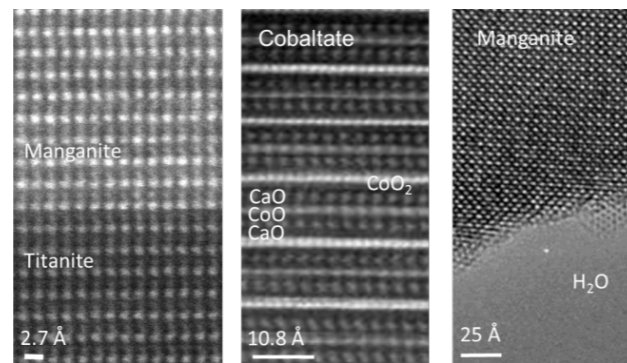 Manganite
Titanite
2.7 Å
Cobaltate
CoO₂
CaO
CoO
CaO
10.8 Å
Manganite
H₂O
25 Å